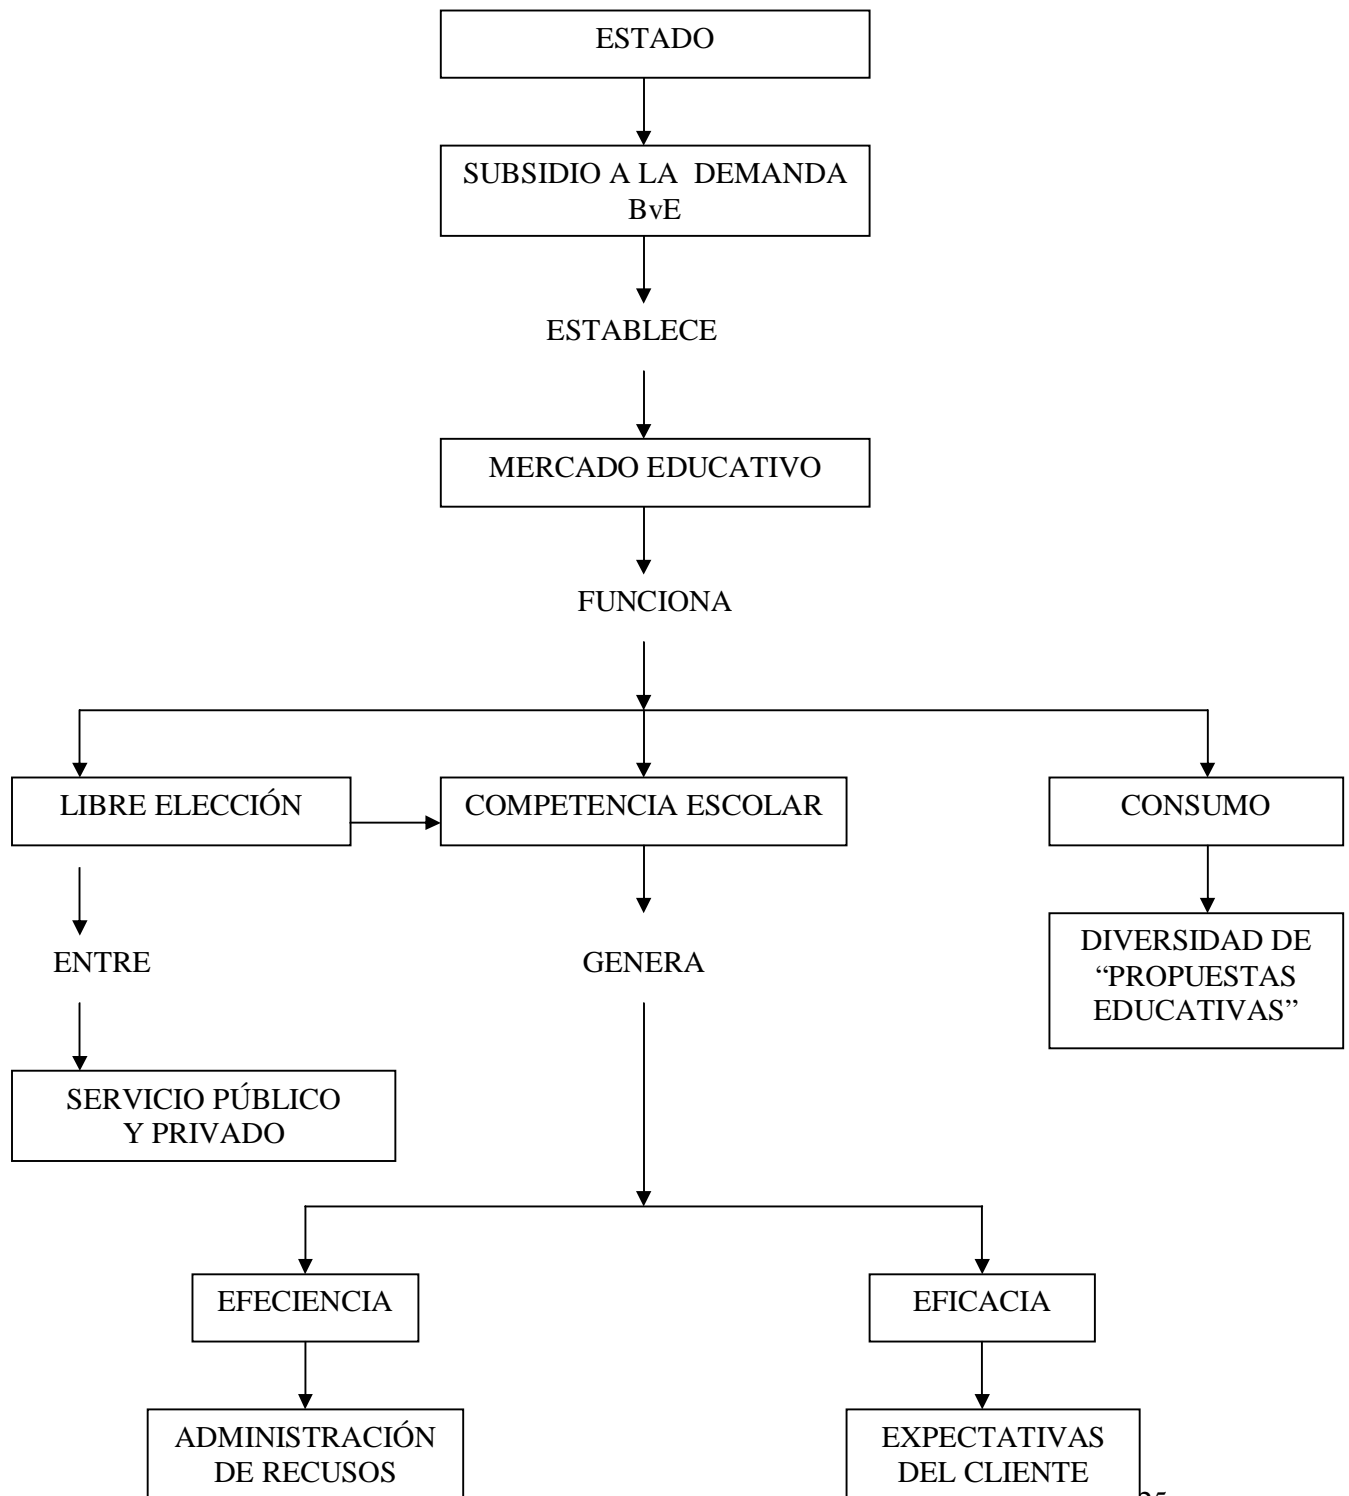 ESTADO
SUBSIDIO A LA DEMANDA
BvE
ESTABLECE
MERCADO EDUCATIVO
FUNCIONA
LIBRE ELECCIÓN
COMPETENCIA ESCOLAR
CONSUMO
ENTRE
GENERA
DIVERSIDAD DE
“PROPUESTAS
EDUCATIVAS”
SERVICIO PÚBLICO
Y PRIVADO
EFECIENCIA
EFICACIA
ADMINISTRACIÓN
DE RECUSOS
EXPECTATIVAS
DEL CLIENTE